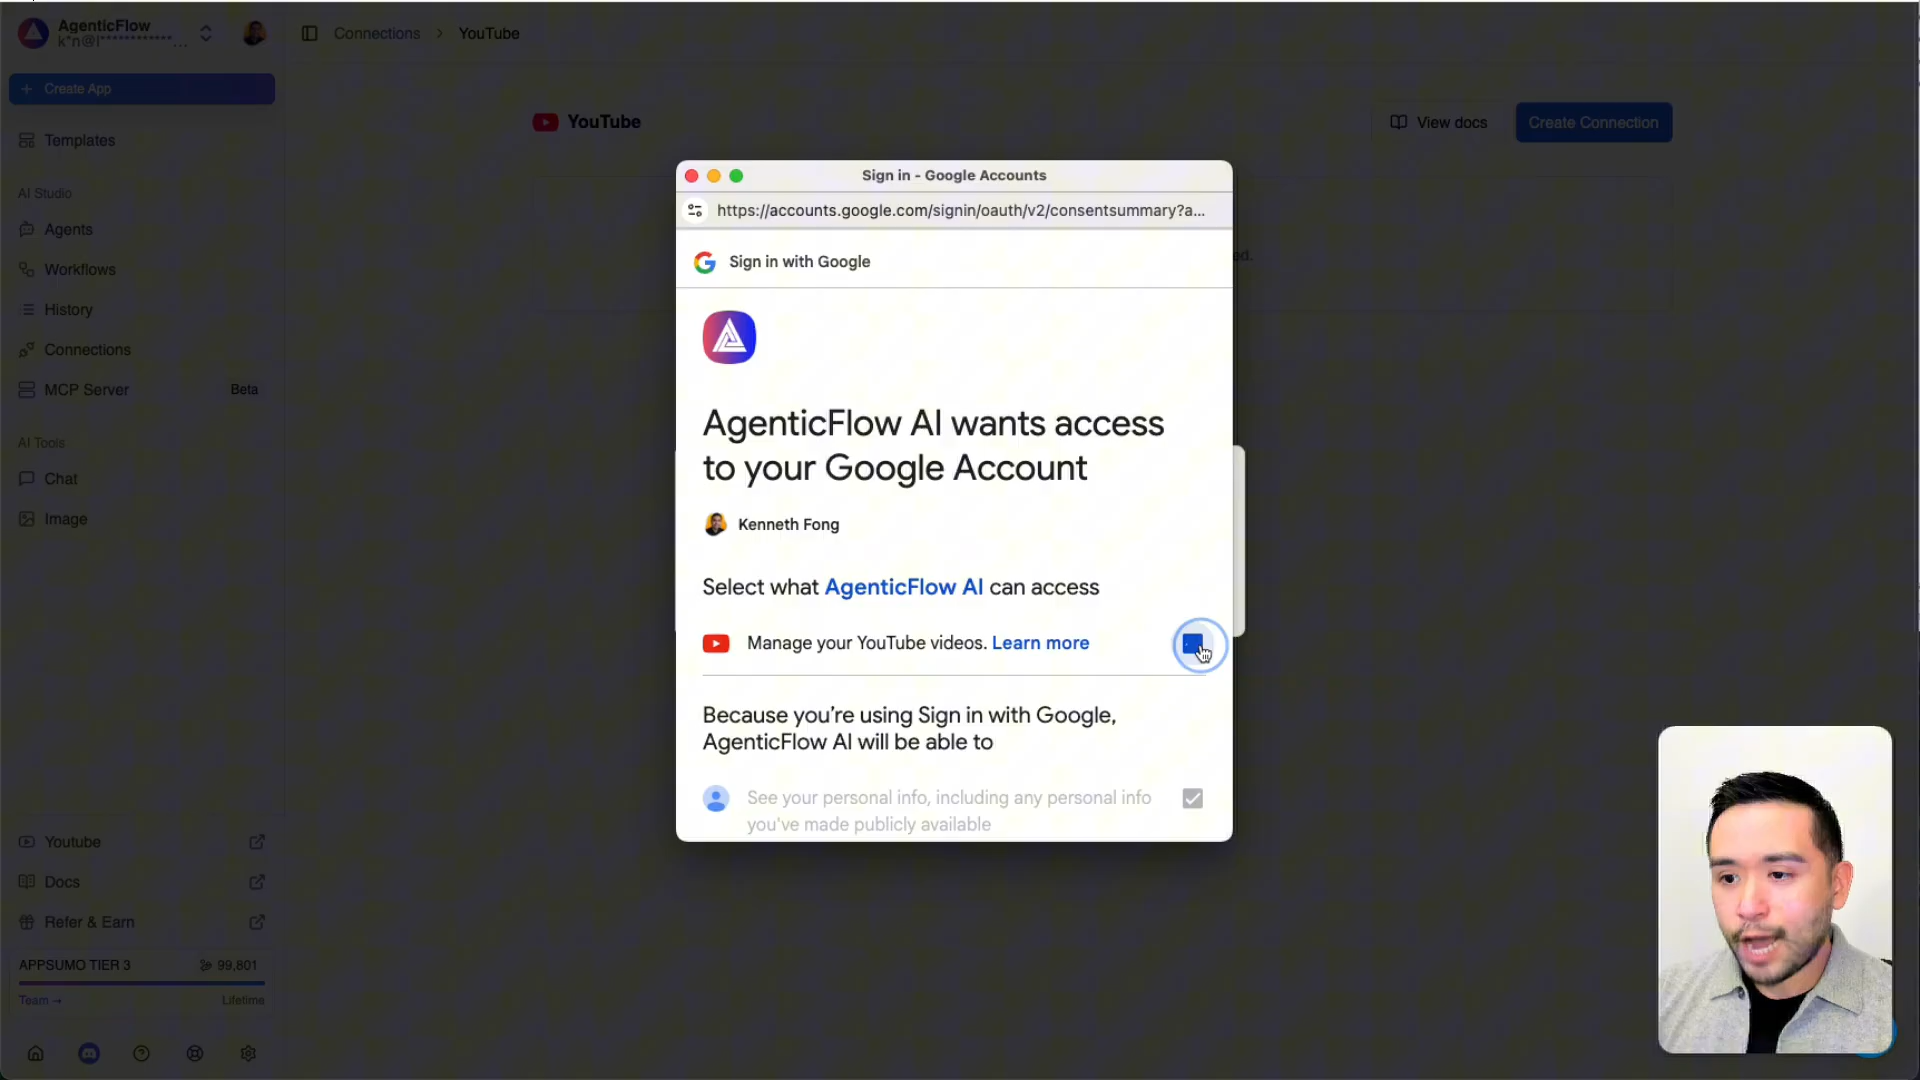 AgenticFlow
k*n@l************...
Connections > YouTube
+ Create App
Templates
AI Studio
Agents
Workflows
History
Connections
MCP Server Beta
AI Tools
Chat
Image
YouTube
View docs
Create Connection
Sign in - Google Accounts
https://accounts.google.com/signin/oauth/v2/consentsummary?a...
Sign in with Google
AgenticFlow AI wants access
to your Google Account
Kenneth Fong
Select what AgenticFlow AI can access
Manage your YouTube videos. Learn more
Because you’re using Sign in with Google,
AgenticFlow AI will be able to
See your personal info, including any personal info
you've made publicly available
Youtube
Docs
Refer & Earn
APPSUMO TIER 3 99,801
Team → Lifetime